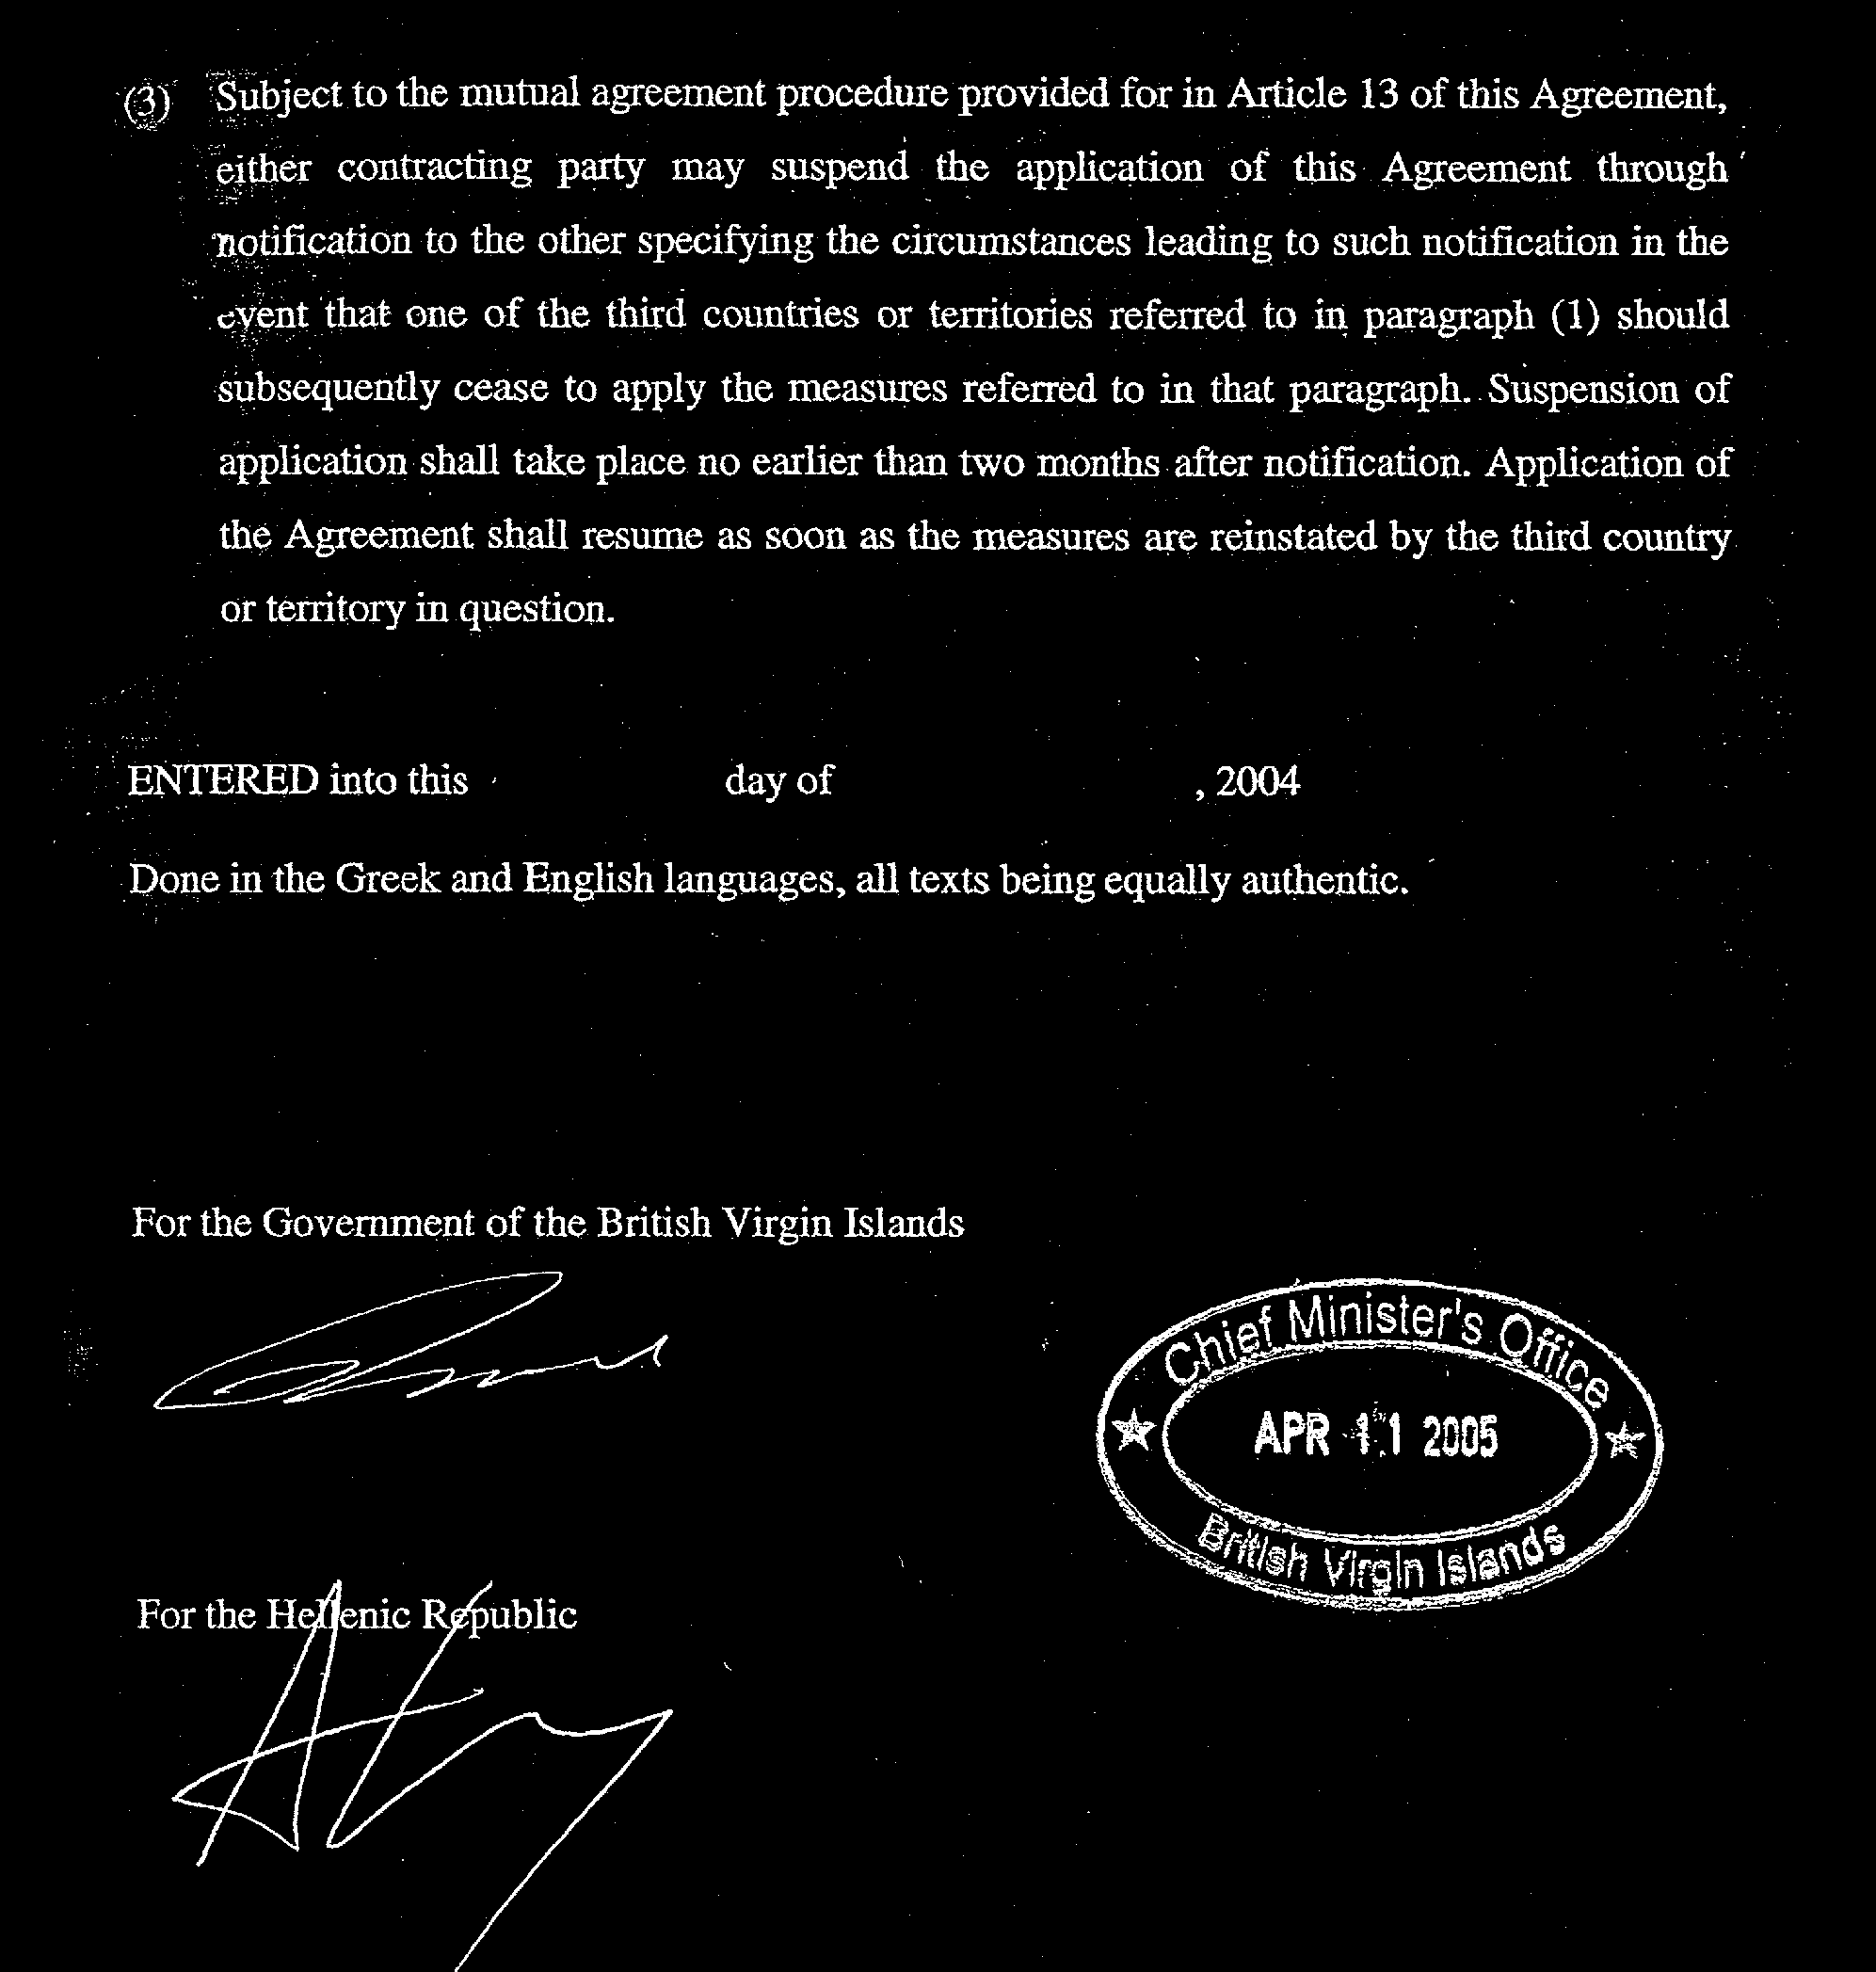 (3) Subject to the mutual agreement procedure provided for in Article 13 of this Agreement,
either contracting party may suspend the application of this Agreement through
notification to the other specifying the circumstances leading to such notification in the
event that one of the third countries or territories referred to in paragraph (1) should
subsequently cease to apply the measures referred to in that paragraph. Suspension of
application shall take place no earlier than two months after notification. Application of
the Agreement shall resume as soon as the measures are reinstated by the third country
or territory in question.
ENTERED into this day of , 2004
Done in the Greek and English languages, all texts being equally authentic.
For the Government of the British Virgin Islands
Chief Minister's Office
APR 11 2005
British Virgin Islands
For the Hellenic Republic